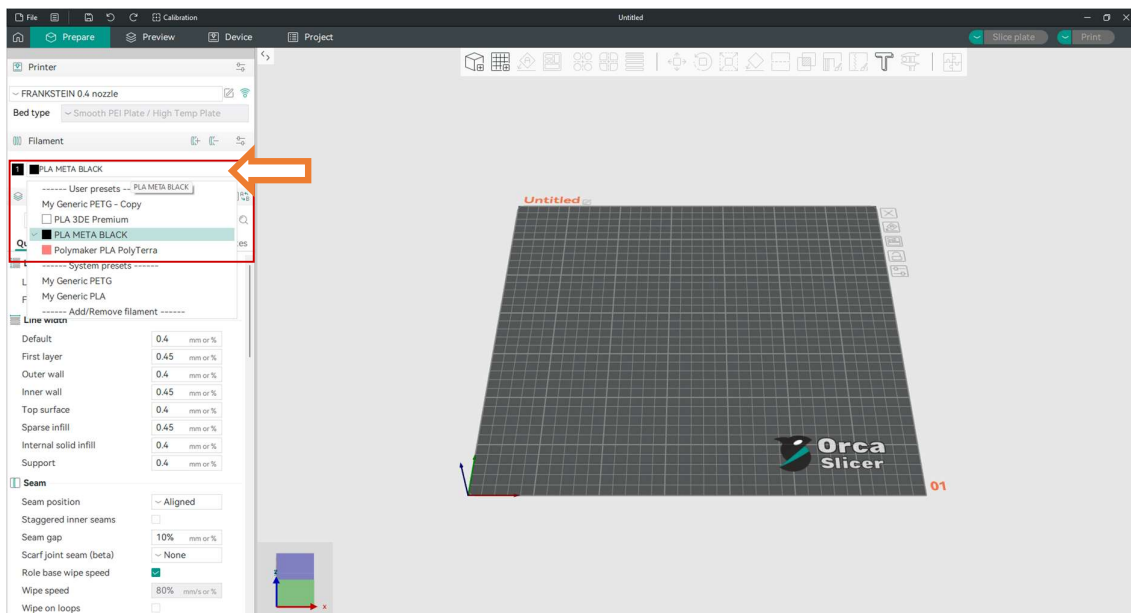 File
Calibration
Untitled
Prepare
Preview
Device
Project
Slice plate
Print
Printer
FRANKSTEIN 0.4 nozzle
Bed type
Smooth PEI Plate / High Temp Plate
Filament
1 PLA META BLACK
------ User presets --
PLA META BLACK
My Generic PETG - Copy
PLA 3DE Premium
PLA META BLACK
Polymaker PLA PolyTerra
------ System presets ------
My Generic PETG
My Generic PLA
------ Add/Remove filament ------
Line width
Default 0.4 mm or %
First layer 0.45 mm or %
Outer wall 0.4 mm or %
Inner wall 0.45 mm or %
Top surface 0.4 mm or %
Sparse infill 0.45 mm or %
Internal solid infill 0.4 mm or %
Support 0.4 mm or %
Seam
Seam position Aligned
Staggered inner seams
Seam gap 10% mm or %
Scarf joint seam (beta) None
Role base wipe speed
Wipe speed 80% mm/s or %
Wipe on loops
Untitled
Orca
Slicer
01
z
x